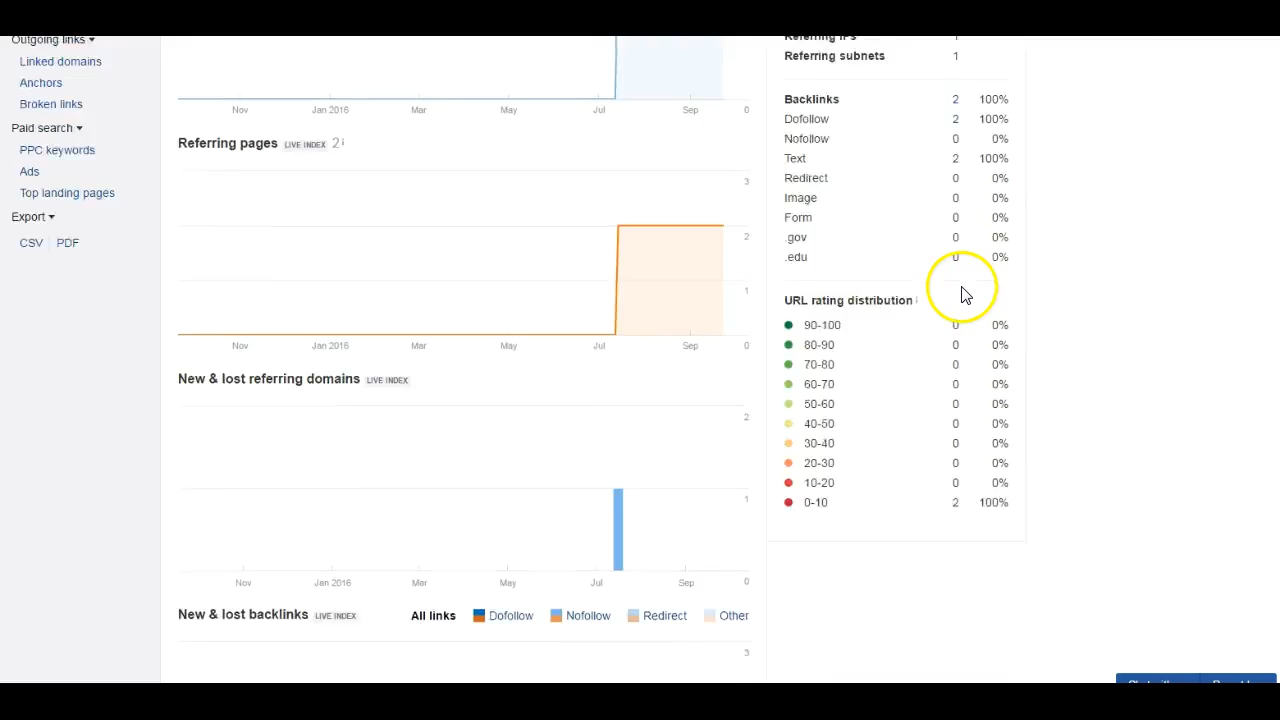 Outgoing links
Linked domains
Anchors
Broken links
Paid search
PPC keywords
Ads
Top landing pages
Export
CSV PDF
Nov Jan 2016 Mar May Jul Sep 0
Referring pages LIVE INDEX 2 i
3
2
1
Nov Jan 2016 Mar May Jul Sep 0
New & lost referring domains LIVE INDEX
2
1
Nov Jan 2016 Mar May Jul Sep 0
New & lost backlinks LIVE INDEX All links Dofollow Nofollow Redirect Other
3
Referring IPs 1
Referring subnets 1
Backlinks 2 100%
Dofollow 2 100%
Nofollow 0 0%
Text 2 100%
Redirect 0 0%
Image 0 0%
Form 0 0%
.gov 0 0%
.edu 0 0%
URL rating distribution i
90-100 0 0%
80-90 0 0%
70-80 0 0%
60-70 0 0%
50-60 0 0%
40-50 0 0%
30-40 0 0%
20-30 0 0%
10-20 0 0%
0-10 2 100%